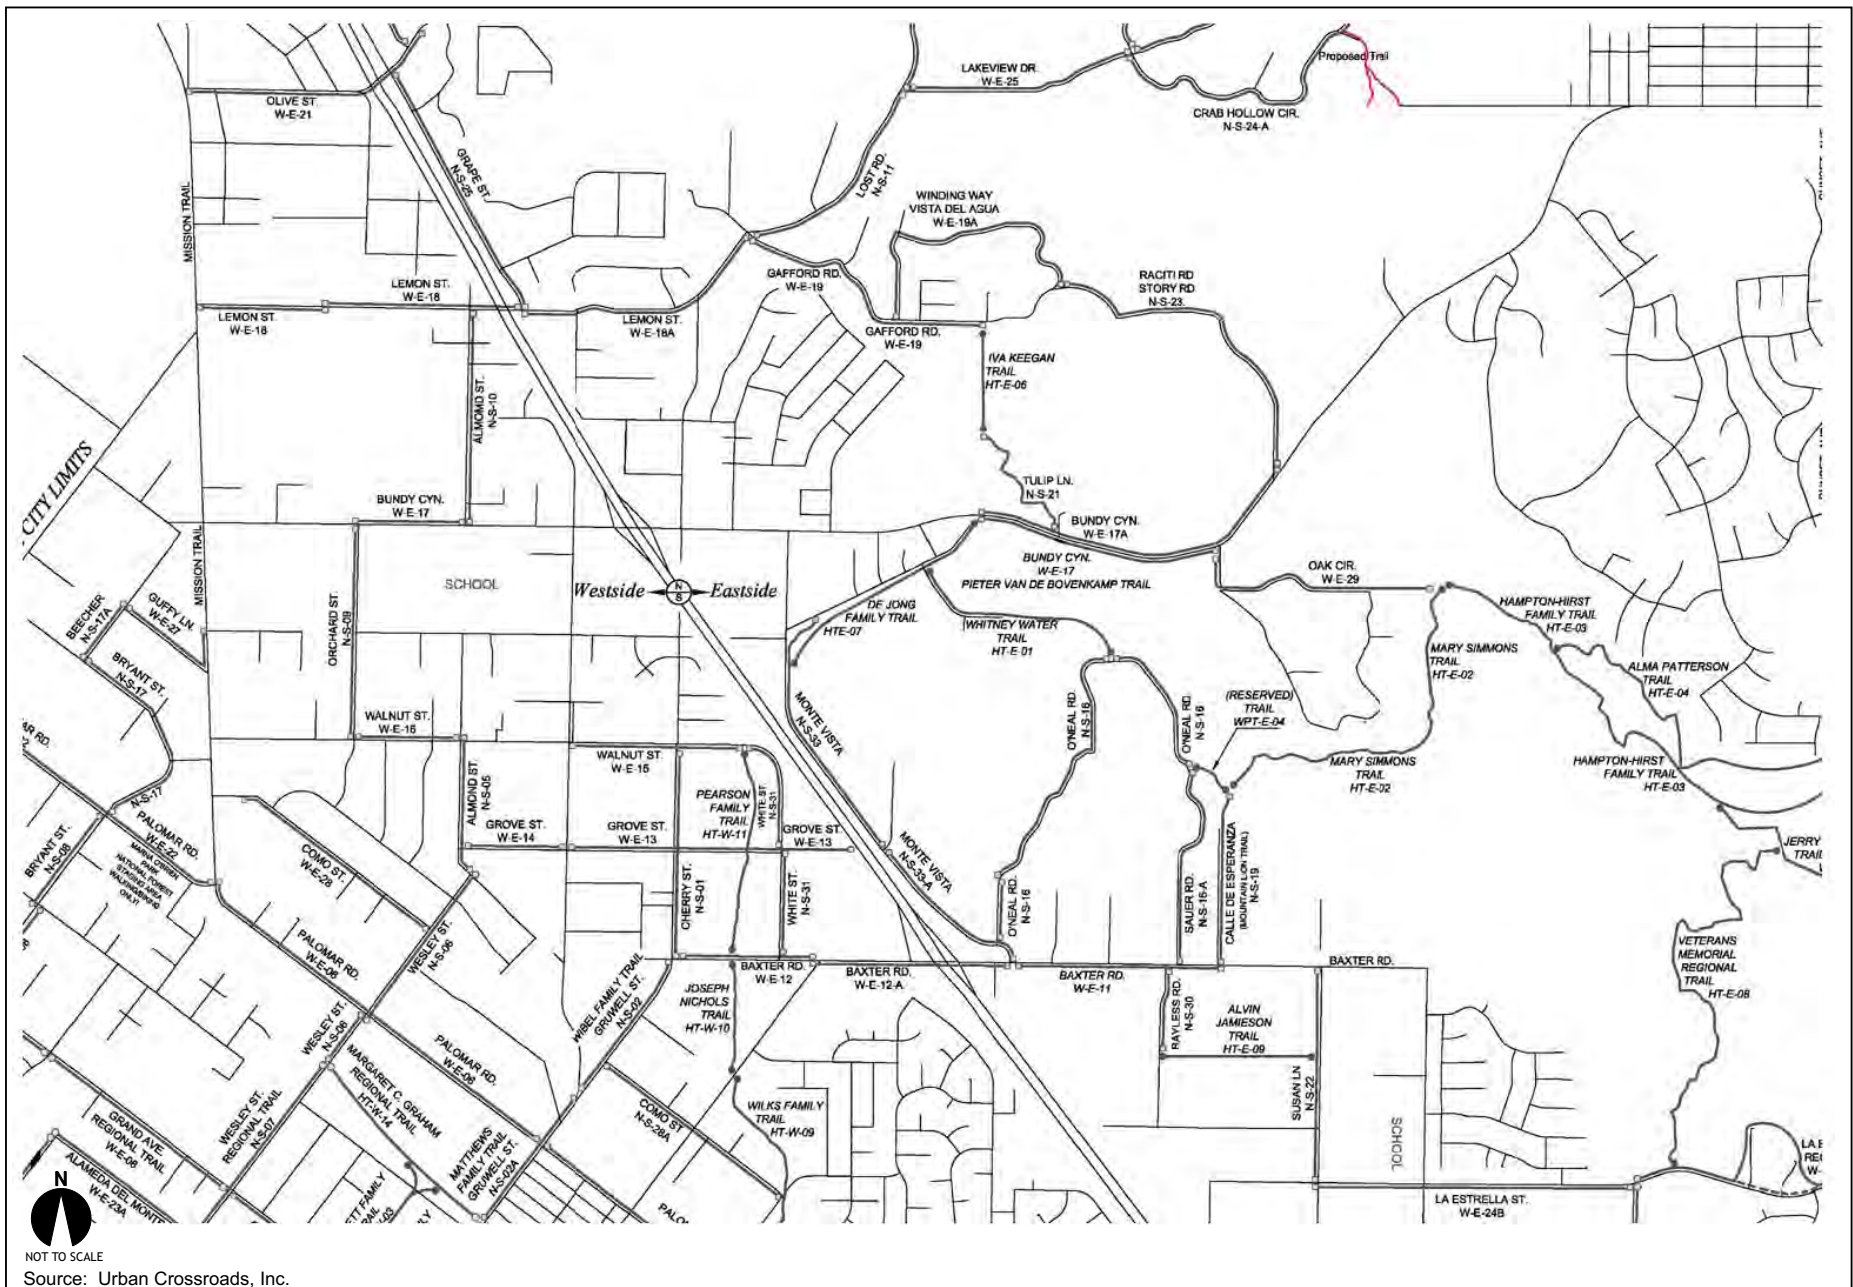 Proposed Trail
LAKEVIEW DR.
W-E-25
OLIVE ST.
W-E-21
CRAB HOLLOW CIR.
N-S-24-A
GRAPE ST.
N-S-25
LOST RD.
N-S-11
MISSION TRAIL
WINDING WAY
VISTA DEL AGUA
W-E-19A
GAFFORD RD.
W-E-19
RACITI RD
STORY RD
N-S-23
LEMON ST.
W-E-18
LEMON ST.
W-E-18
LEMON ST.
W-E-18A
GAFFORD RD.
W-E-19
IVA KEEGAN
TRAIL
HT-E-06
ALMOMD ST.
N-S-10
CITY LIMITS
TULIP LN.
N-S-21
BUNDY CYN.
W-E-17
BUNDY CYN.
W-E-17A
MISSION TRAIL
BUNDY CYN.
W-E-17
PIETER VAN DE BOVENKAMP TRAIL
SCHOOL
Westside
N
S
Eastside
OAK CIR.
W-E-29
BEECHER
N-S-17A
GUFFY LN.
W-E-27
ORCHARD ST.
N-S-09
DE JONG
FAMILY TRAIL
HTE-07
WHITNEY WATER
TRAIL
HT-E-01
HAMPTON-HIRST
FAMILY TRAIL
HT-E-03
MARY SIMMONS
TRAIL
HT-E-02
ALMA PATTERSON
TRAIL
HT-E-04
BRYANT ST.
N-S-17
(RESERVED)
TRAIL
WPT-E-04
O'NEAL RD.
N-S-16
O'NEAL RD.
N-S-16
WALNUT ST.
W-E-16
MONTE VISTA
N-S-33
AR RD.
WALNUT ST.
W-E-15
MARY SIMMONS
TRAIL
HT-E-02
HAMPTON-HIRST
FAMILY TRAIL
HT-E-03
ALMOND ST.
N-S-05
PEARSON
FAMILY
TRAIL
HT-W-11
WHITE ST
N-S-31
N-S-17
GROVE ST.
W-E-14
GROVE ST.
W-E-13
GROVE ST.
W-E-13
PALOMAR RD.
W-E-22
MARNA O'BRIEN
PARK
NATIONAL FOREST
STAGING AREA
WALKING/BIKING
ONLY!
BRYANT ST.
N-S-08
COMO ST.
W-E-28
MONTE VISTA
N-S-33-A
JERRY
TRAIL
CHERRY ST.
N-S-01
WHITE ST.
N-S-31
O'NEAL RD.
N-S-16
SAUER RD.
N-S-16-A
CALLE DE ESPERANZA
(MOUNTAIN LION TRAIL)
N-S-19
WESLEY ST.
N-S-06
PALOMAR RD.
W-E-06
VETERANS
MEMORIAL
REGIONAL
TRAIL
HT-E-08
BAXTER RD.
W-E-12
BAXTER RD.
W-E-12-A
BAXTER RD.
W-E-11
BAXTER RD.
WIBEL FAMILY TRAIL
GRUWELL ST.
N-S-02
JOSEPH
NICHOLS
TRAIL
HT-W-10
RAYLESS RD.
N-S-30
ALVIN
JAMIESON
TRAIL
HT-E-09
WESLEY ST.
N-S-06
PALOMAR RD.
W-E-06
MARGARET C. GRAHAM
REGIONAL TRAIL
HT-W-14
SUSAN LN
N-S-22
SCHOOL
WESLEY ST.
REGIONAL TRAIL
N-S-07
COMO ST
N-S-28A
WILKS FAMILY
TRAIL
HT-W-09
GRAND AVE.
REGIONAL TRAIL
W-E-08
MATTHEWS
FAMILY TRAIL
GRUWELL ST.
N-S-02A
ALAMEDA DEL MONTE
W-E-23A
ETT FAMILY
LA ESTRELLA ST.
W-E-24B
N
NOT TO SCALE
Source: Urban Crossroads, Inc.